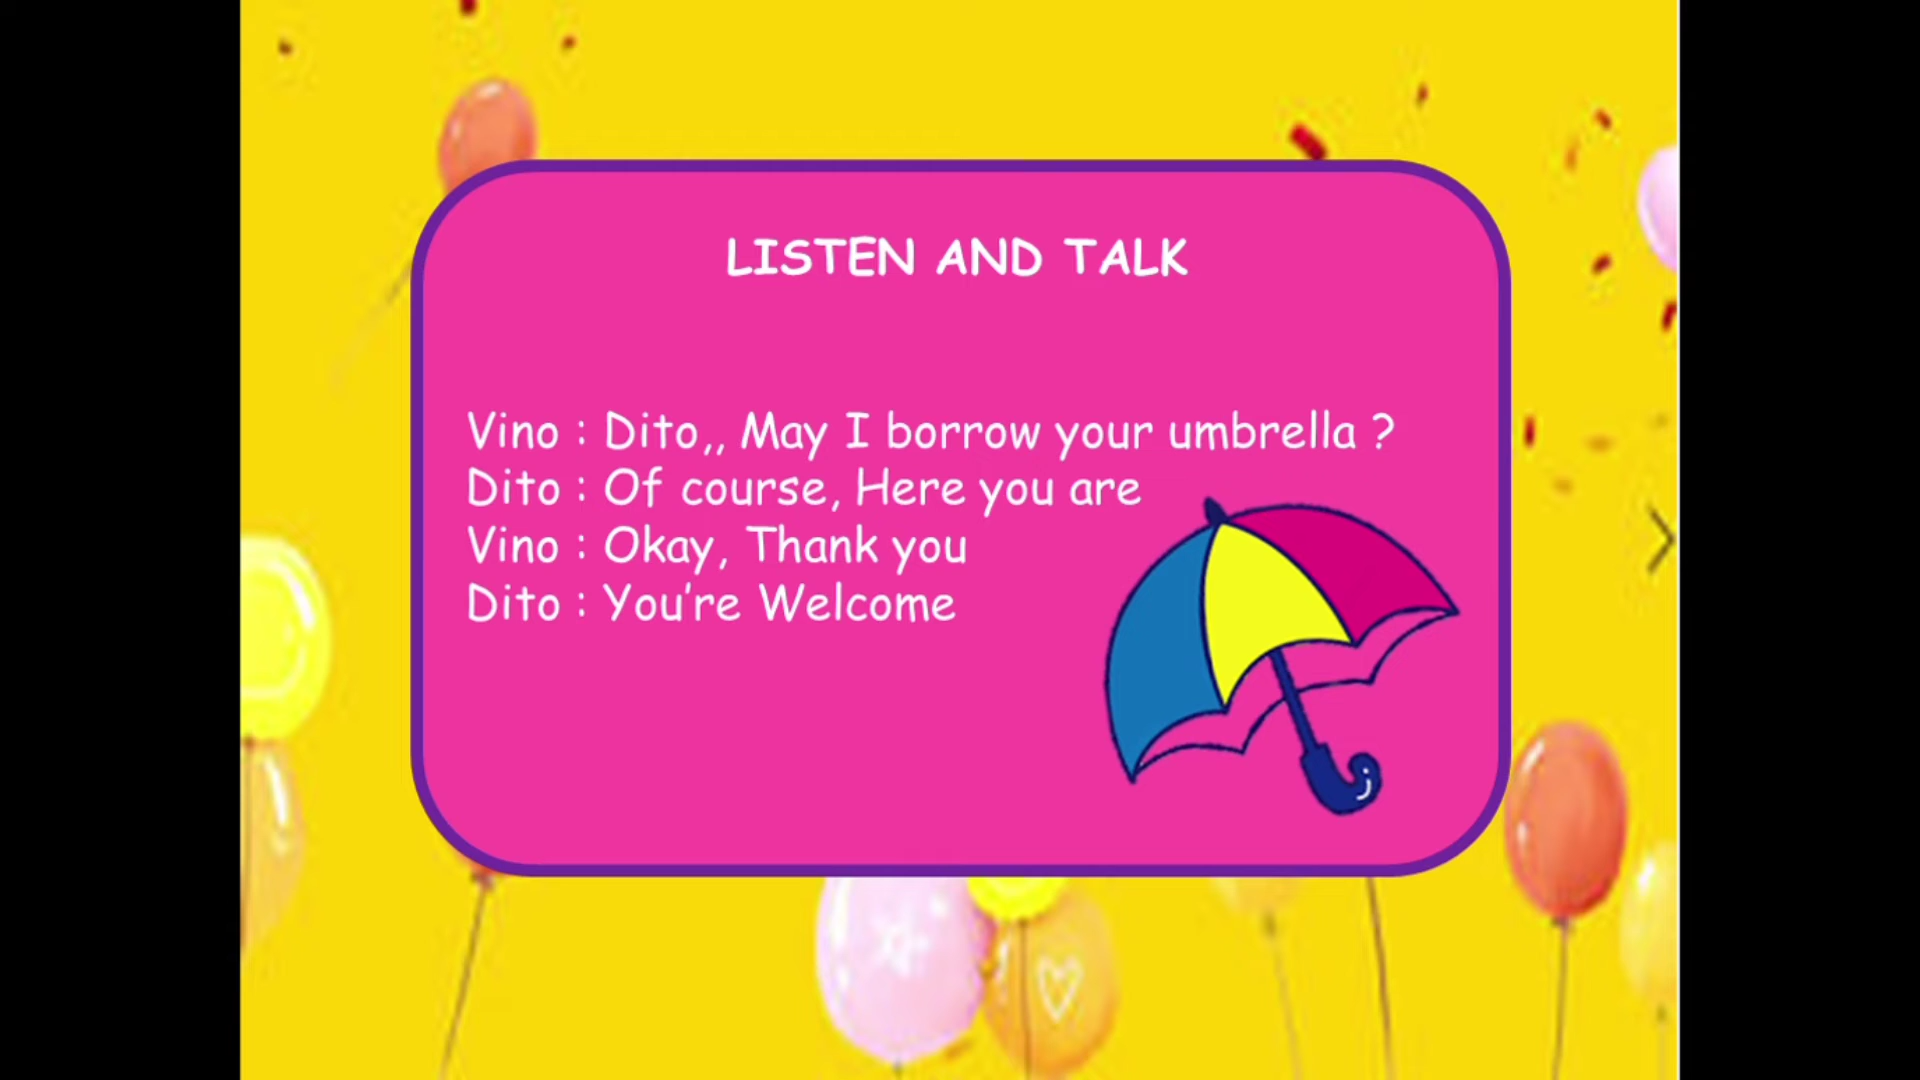 LISTEN AND TALK
Vino : Dito,, May I borrow your umbrella ?
Dito : Of course, Here you are
Vino : Okay, Thank you
Dito : You're Welcome